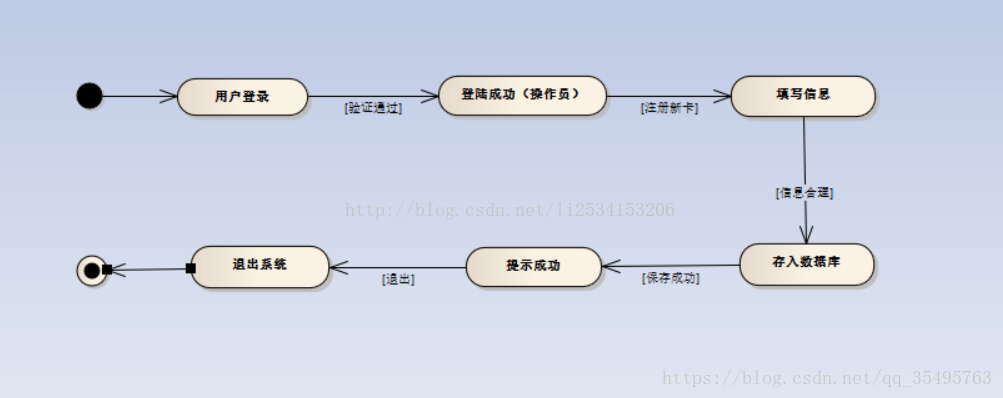 用户登录
[验证通过]
登陆成功（操作员）
[注册新卡]
填写信息
[信息合理]
http://blog.csdn.net/li2534153206
存入数据库
[保存成功]
提示成功
[退出]
退出系统
https://blog.csdn.net/qq_35495763